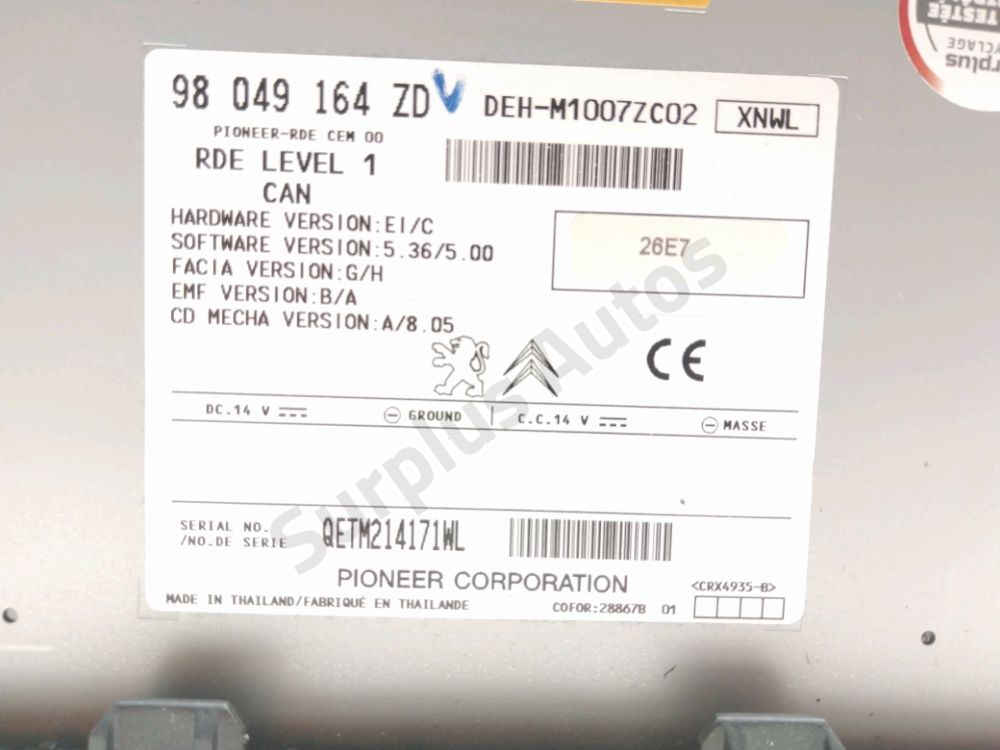 TESTÉE
98 049 164 ZD
DEH-M1007ZC02
XNWL
PIONEER-RDE CEM 00
RDE LEVEL 1
CAN
HARDWARE VERSION:EI/C
SOFTWARE VERSION:5.36/5.00
FACIA VERSION:G/H
EMF VERSION:B/A
CD MECHA VERSION:A/8.05
26E7
CE
DC.14 V
GROUND
C.C.14 V
MASSE
SERIAL NO.
/NO.DE SERIE
QETM214171WL
PIONEER CORPORATION
<CRX4935-B>
MADE IN THAILAND/FABRIQUÉ EN THAILANDE
COFOR:28867B 01
Surplus Autos